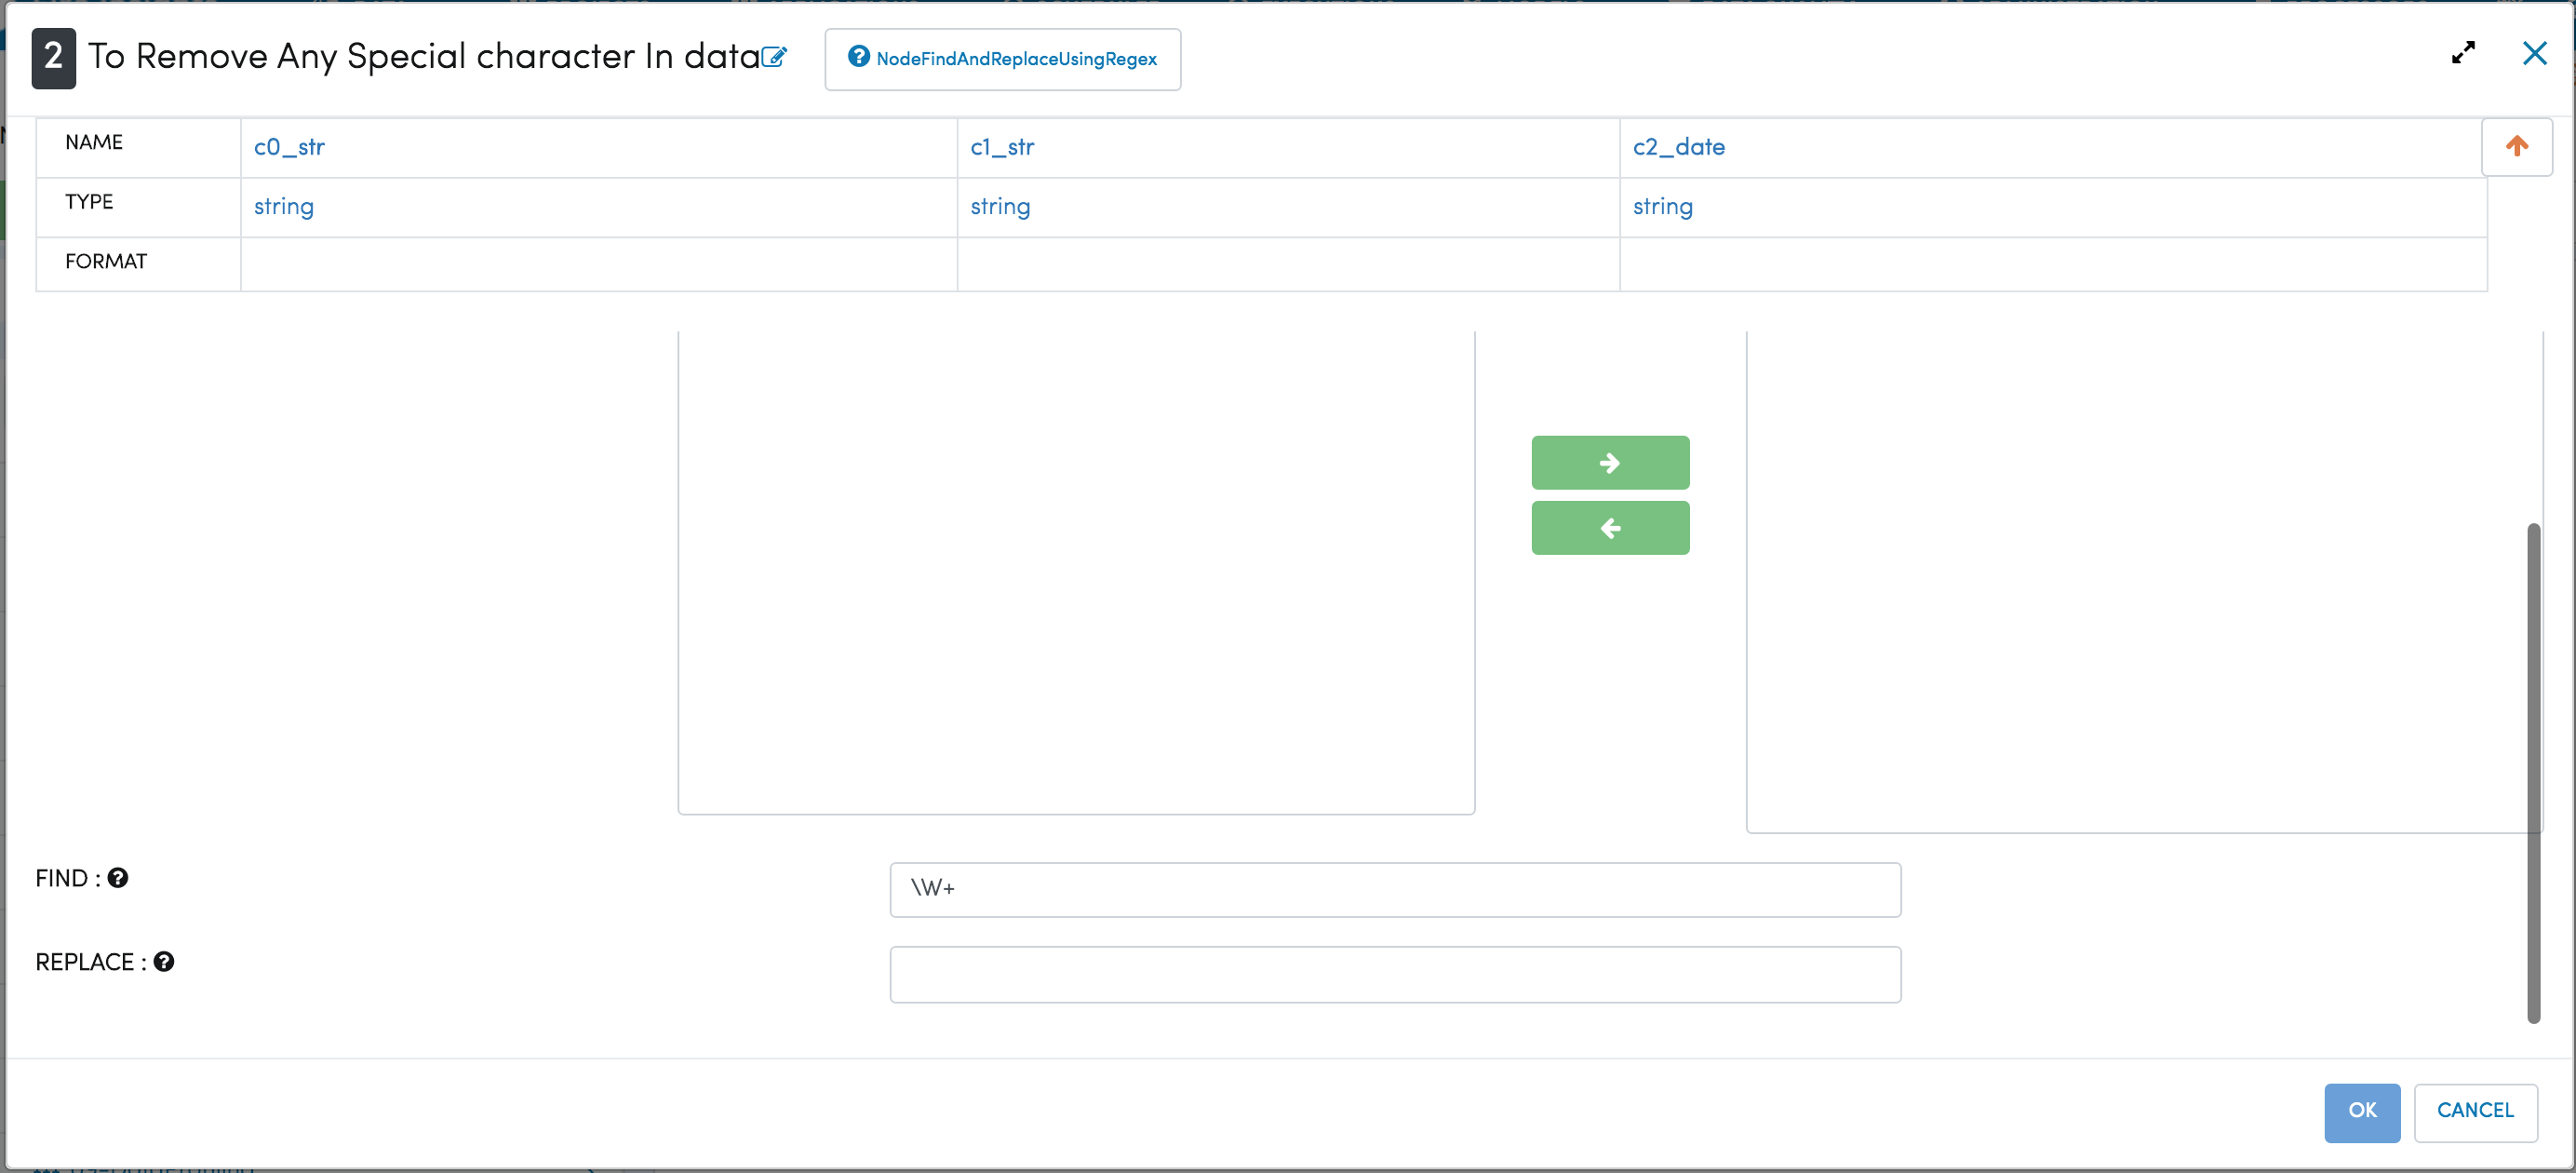 2 To Remove Any Special character In data NodeFindAndReplaceUsingRegex
NAME c0_str c1_str c2_date
TYPE string string string
FORMAT
FIND :
\W+
REPLACE :
OK CANCEL